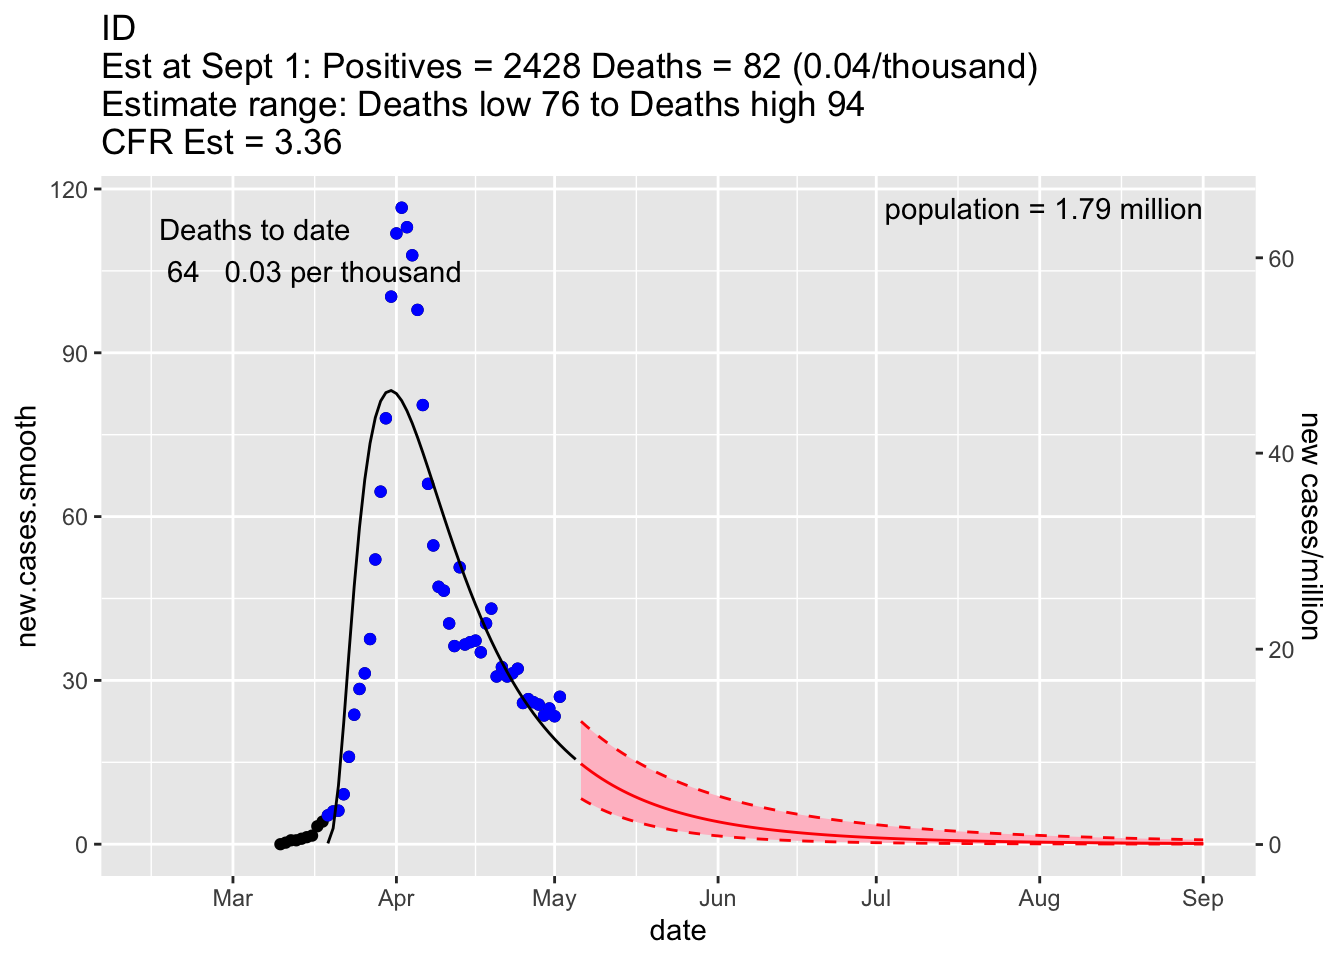 ID
Est at Sept 1: Positives = 2428 Deaths = 82 (0.04/thousand)
Estimate range: Deaths low 76 to Deaths high 94
CFR Est = 3.36
120
90
60
30
0
new.cases.smooth
Deaths to date
64 0.03 per thousand
population = 1.79 million
60
40
20
0
new cases/million
Mar Apr May Jun Jul Aug Sep
date